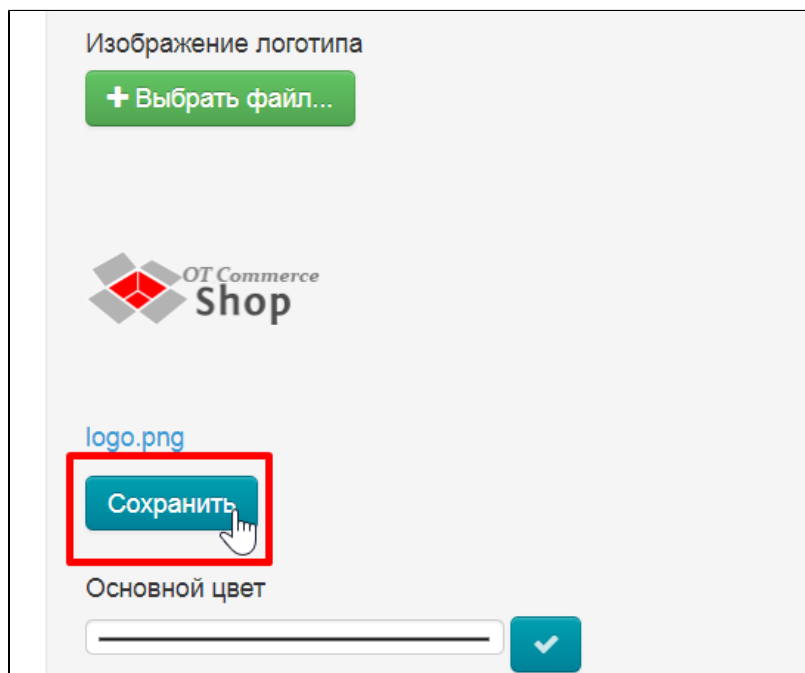 Изображение логотипа
Выбрать файл...
OT Commerce
Shop
logo.png
Сохранить
Основной цвет